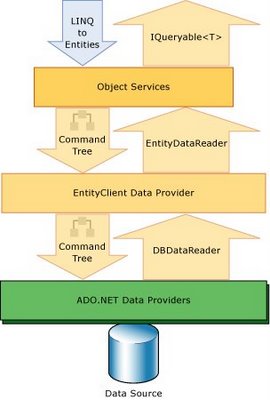 LINQ
to
Entities
IQueryable<T>
Object Services
Command
Tree
EntityDataReader
EntityClient Data Provider
Command
Tree
DBDataReader
ADO.NET Data Providers
Data Source